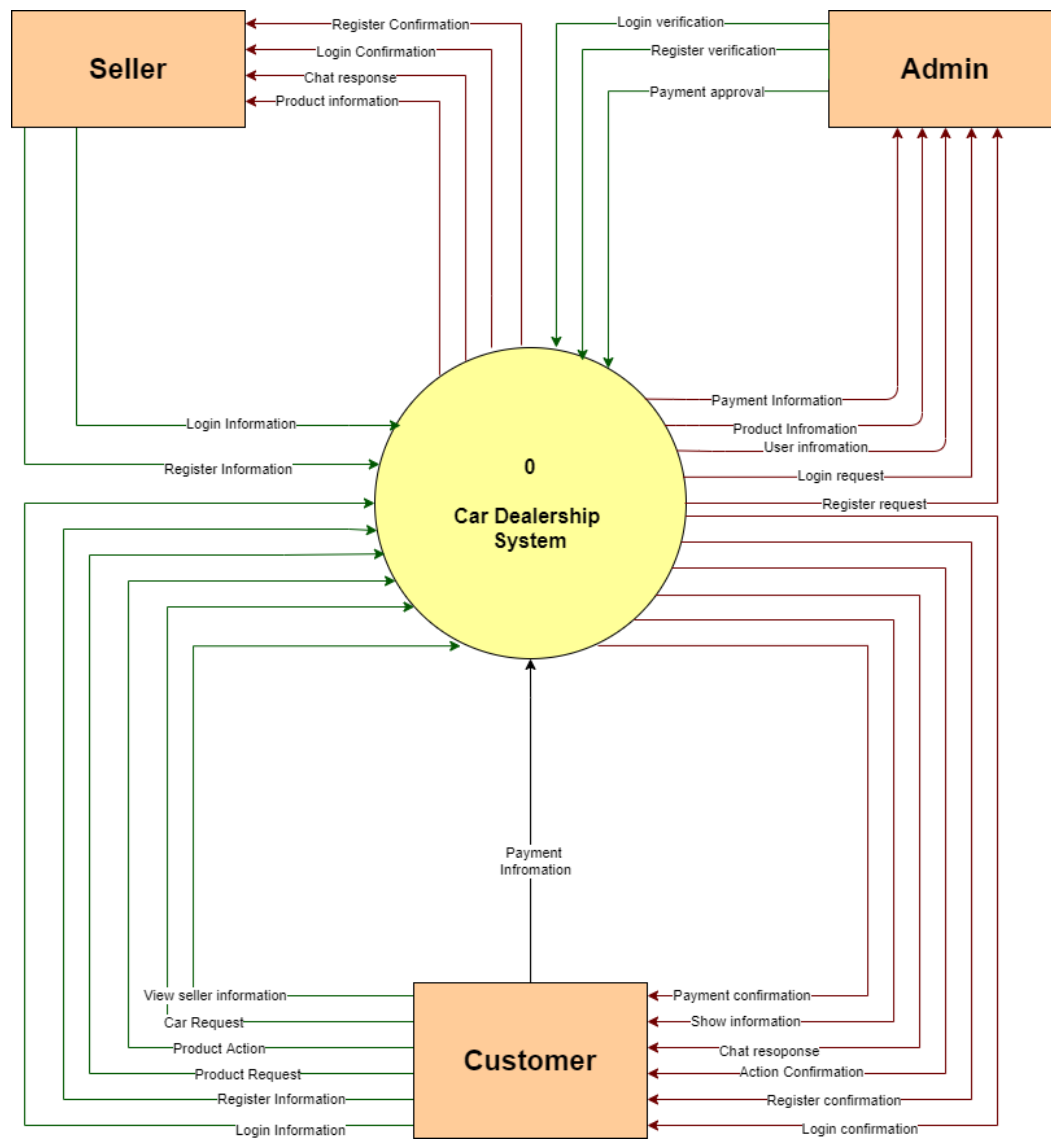 Register Confirmation
Login verification
Login Confirmation
Register verification
Seller
Admin
Chat response
Payment approval
Product information
Payment Information
Login Information
Product Infromation
User infromation
0
Register Information
Login request
Register request
Car Dealership
System
Payment
Infromation
View seller information
Payment confirmation
Car Request
Show information
Product Action
Chat resoponse
Customer
Product Request
Action Confirmation
Register Information
Register confirmation
Login Information
Login confirmation